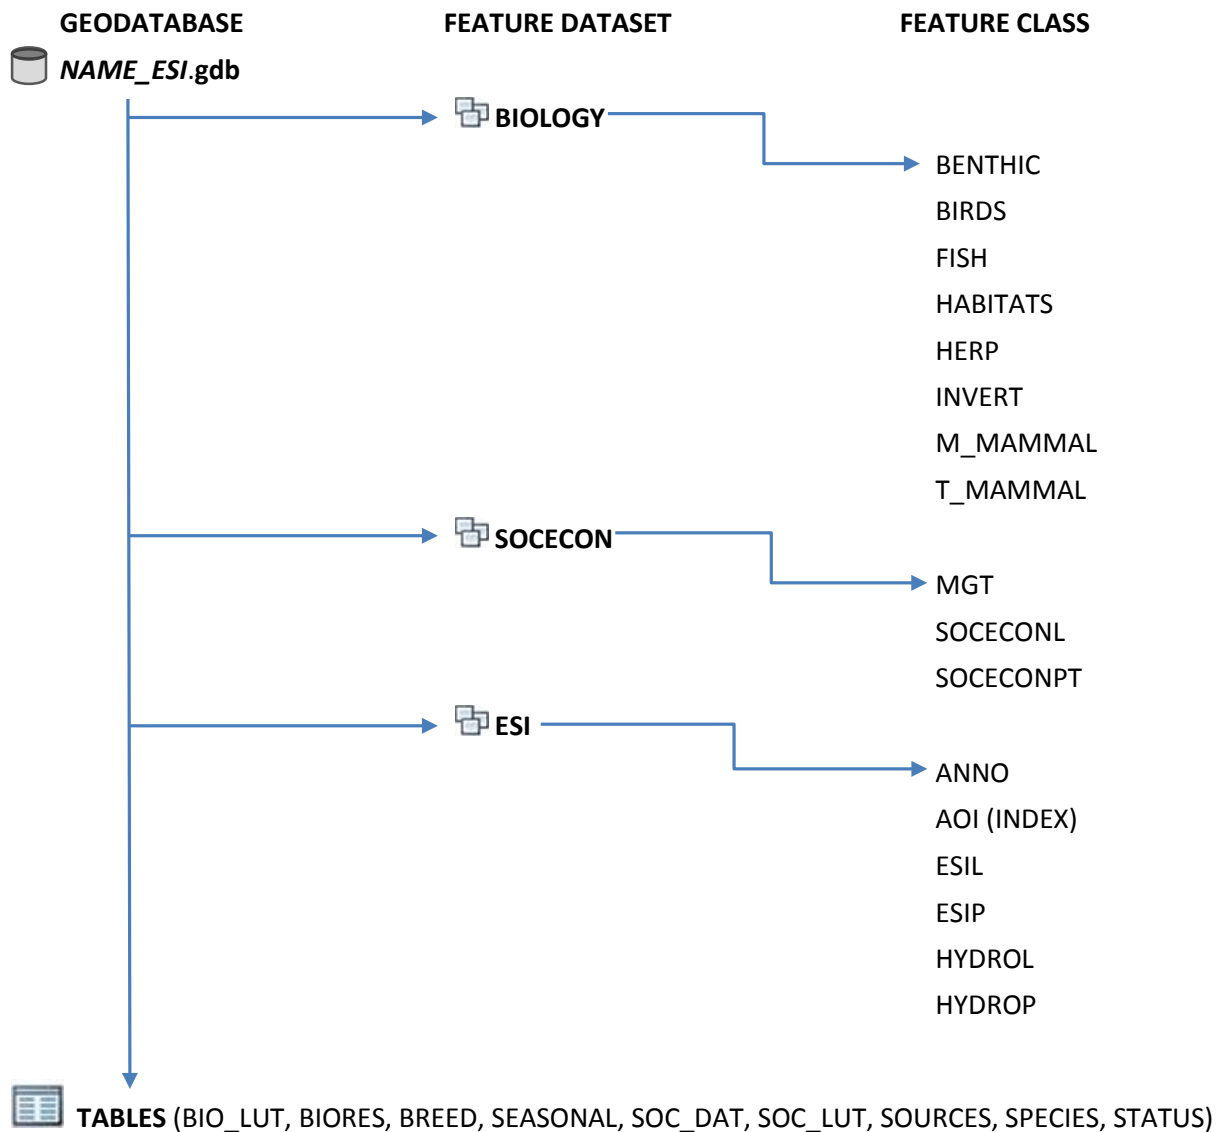 GEODATABASE FEATURE DATASET FEATURE CLASS
NAME_ESI.gdb
BIOLOGY
BENTHIC
BIRDS
FISH
HABITATS
HERP
INVERT
M_MAMMAL
T_MAMMAL
SOCECON
MGT
SOCECONL
SOCECONPT
ESI
ANNO
AOI (INDEX)
ESIL
ESIP
HYDROL
HYDROP
TABLES (BIO_LUT, BIORES, BREED, SEASONAL, SOC_DAT, SOC_LUT, SOURCES, SPECIES, STATUS)